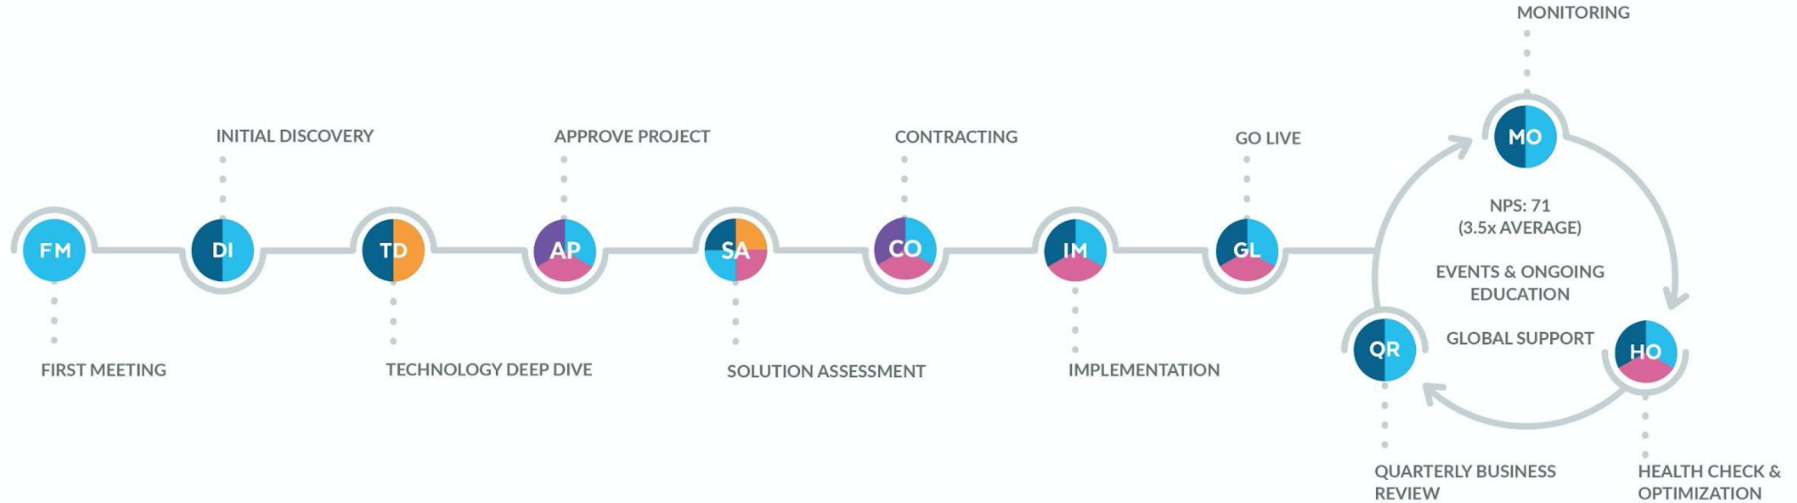 MONITORING
INITIAL DISCOVERY
APPROVE PROJECT
CONTRACTING
GO LIVE
FM
DI
TD
AP
SA
CO
IM
GL
MO
NPS: 71
(3.5x AVERAGE)
EVENTS & ONGOING
EDUCATION
GLOBAL SUPPORT
QR
HO
FIRST MEETING
TECHNOLOGY DEEP DIVE
SOLUTION ASSESSMENT
IMPLEMENTATION
QUARTERLY BUSINESS
REVIEW
HEALTH CHECK &
OPTIMIZATION